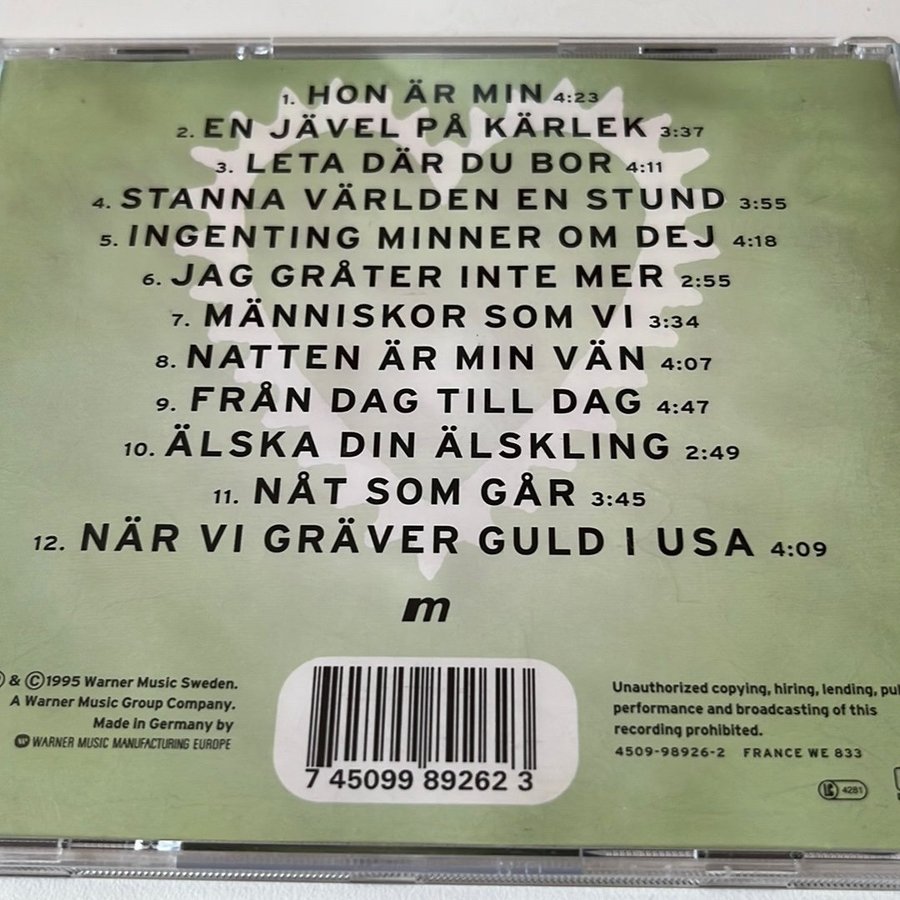 1. HON ÄR MIN 4:23
2. EN JÄVEL PÅ KÄRLEK 3:37
3. LETA DÄR DU BOR 4:11
4. STANNA VÄRLDEN EN STUND 3:55
5. INGENTING MINNER OM DEJ 4:18
6. JAG GRÅTER INTE MER 2:55
7. MÄNNISKOR SOM VI 3:34
8. NATTEN ÄR MIN VÄN 4:07
9. FRÅN DAG TILL DAG 4:47
10. ÄLSKA DIN ÄLSKLING 2:49
11. NÅT SOM GÅR 3:45
12. NÄR VI GRÄVER GULD I USA 4:09
m
& ©1995 Warner Music Sweden.
A Warner Music Group Company.
Made in Germany by
WARNER MUSIC MANUFACTURING EUROPE
7 45099 89262 3
Unauthorized copying, hiring, lending,
performance and broadcasting of this
recording prohibited.
4509-98926-2 FRANCE WE 833
LC 4281